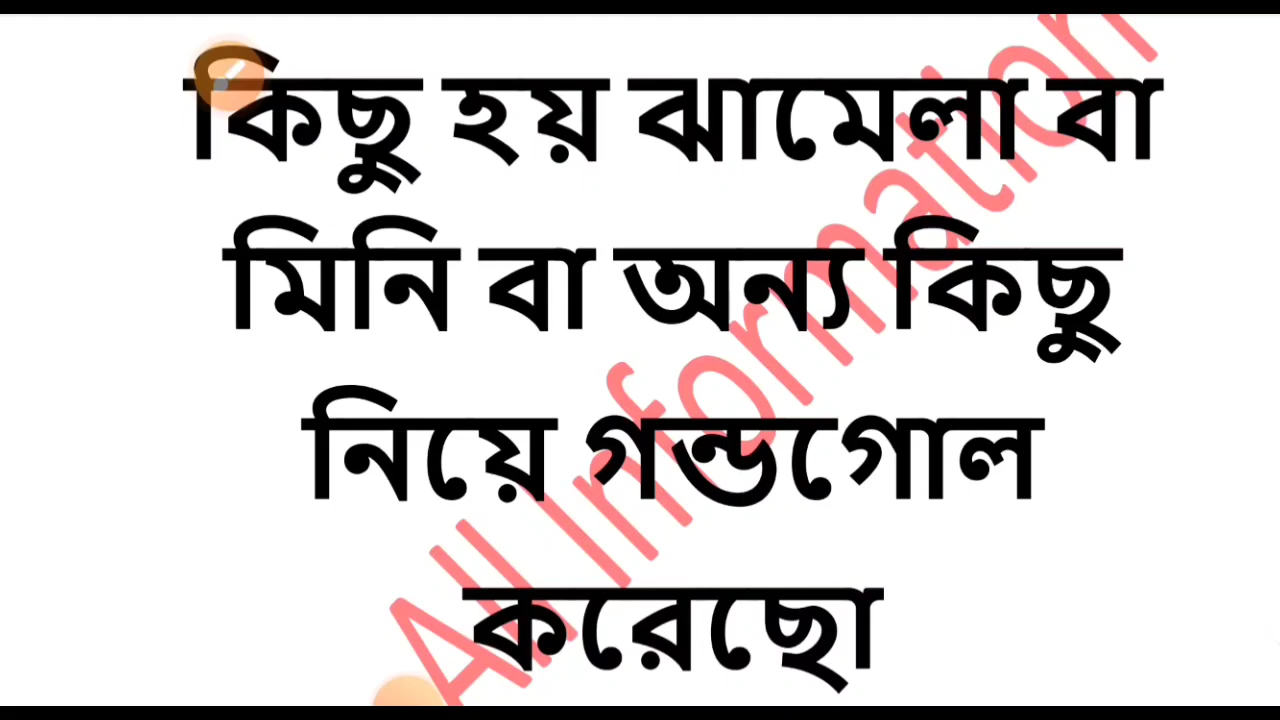 কিছু হয় ঝামেলা বা
মিনি বা অন্য কিছু
নিয়ে গন্ডগোল
করেছো
All Information